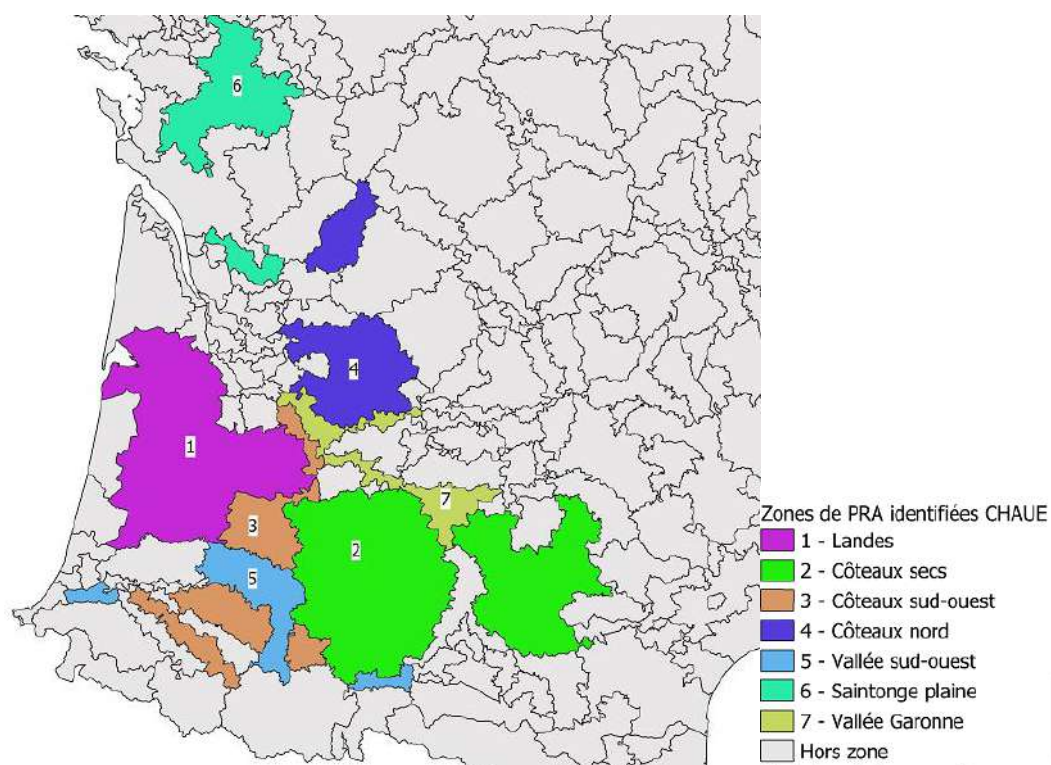 6
4
1
7
3
2
5
Zones de PRA identifiées CHAUE
1 - Landes
2 - Côteaux secs
3 - Côteaux sud-ouest
4 - Côteaux nord
5 - Vallée sud-ouest
6 - Saintonge plaine
7 - Vallée Garonne
Hors zone